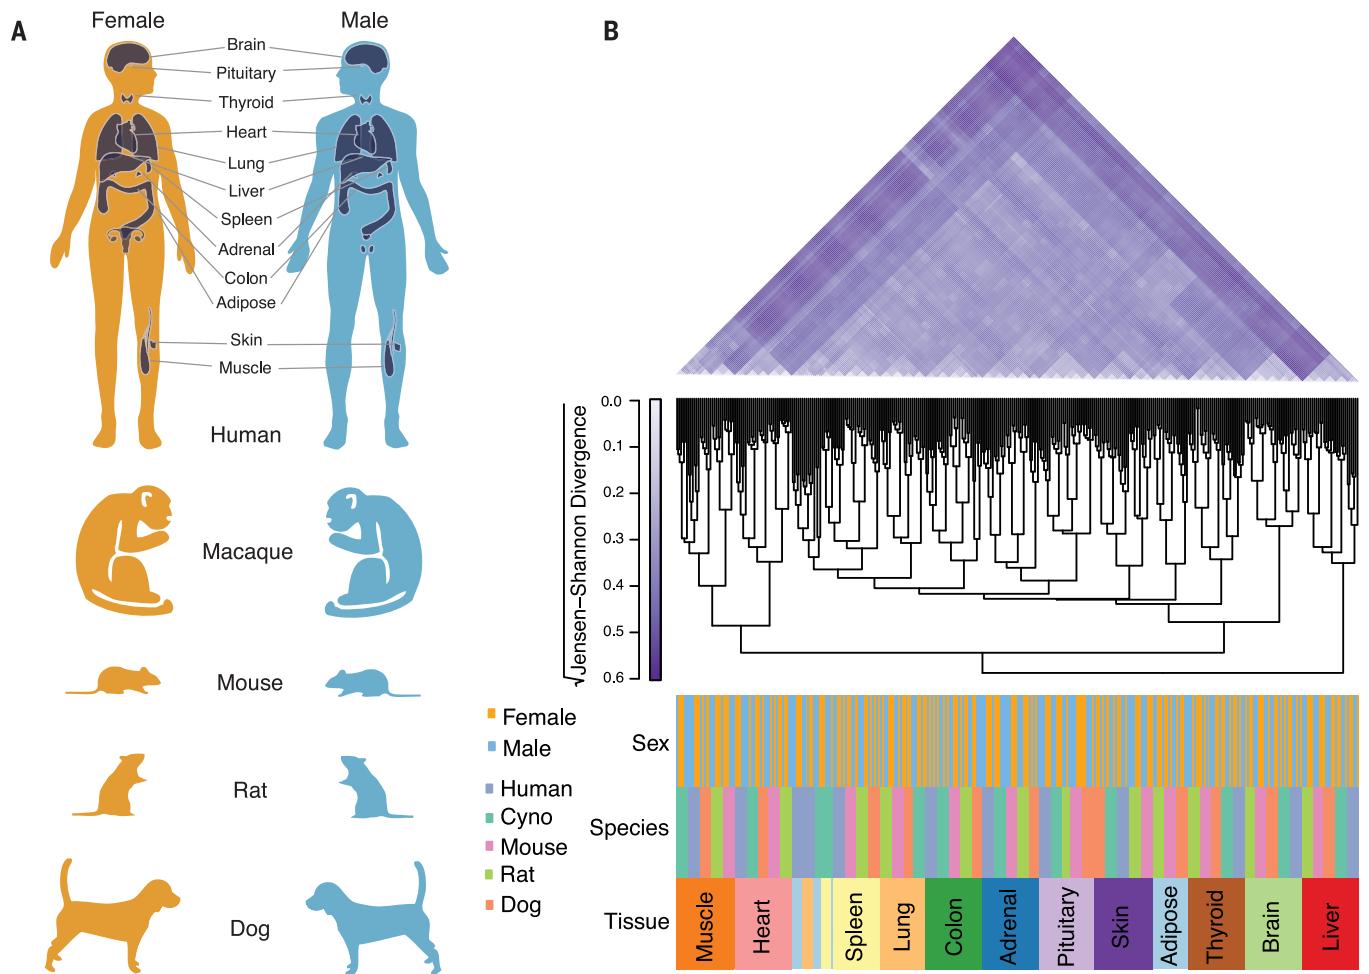 A
Female
Male
Brain
Pituitary
Thyroid
Heart
Lung
Liver
Spleen
Adrenal
Colon
Adipose
Skin
Muscle
Human
Macaque
Mouse
Rat
Dog
B
√Jensen–Shannon Divergence
0.0
0.1
0.2
0.3
0.4
0.5
0.6
Female
Male
Human
Cyno
Mouse
Rat
Dog
Sex
Species
Tissue
Muscle
Heart
Spleen
Lung
Colon
Adrenal
Pituitary
Skin
Adipose
Thyroid
Brain
Liver